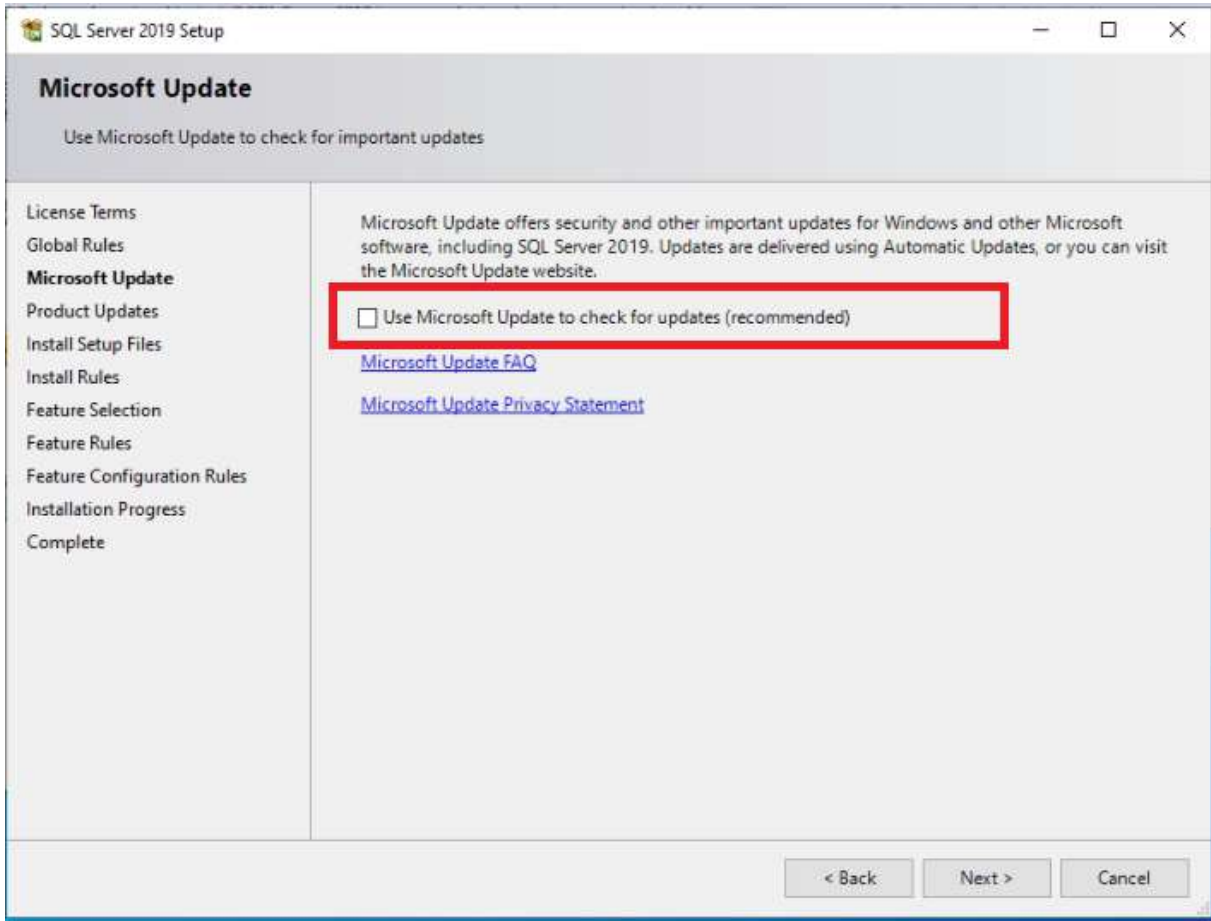 SQL Server 2019 Setup
Microsoft Update
Use Microsoft Update to check for important updates
License Terms
Global Rules
Microsoft Update
Product Updates
Install Setup Files
Install Rules
Feature Selection
Feature Rules
Feature Configuration Rules
Installation Progress
Complete
Microsoft Update offers security and other important updates for Windows and other Microsoft
software, including SQL Server 2019. Updates are delivered using Automatic Updates, or you can visit
the Microsoft Update website.
Use Microsoft Update to check for updates (recommended)
Microsoft Update FAQ
Microsoft Update Privacy Statement
< Back
Next >
Cancel